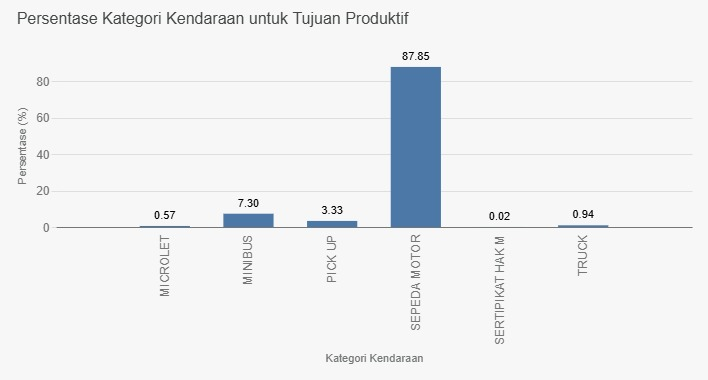 Persentase Kategori Kendaraan untuk Tujuan Produktif
Persentase (%)
80
60
40
20
0
0.57
7.30
3.33
87.85
0.02
0.94
MICROLET
MINIBUS
PICK UP
SEPEDA MOTOR
SERTIPIKAT HAK M
TRUCK
Kategori Kendaraan